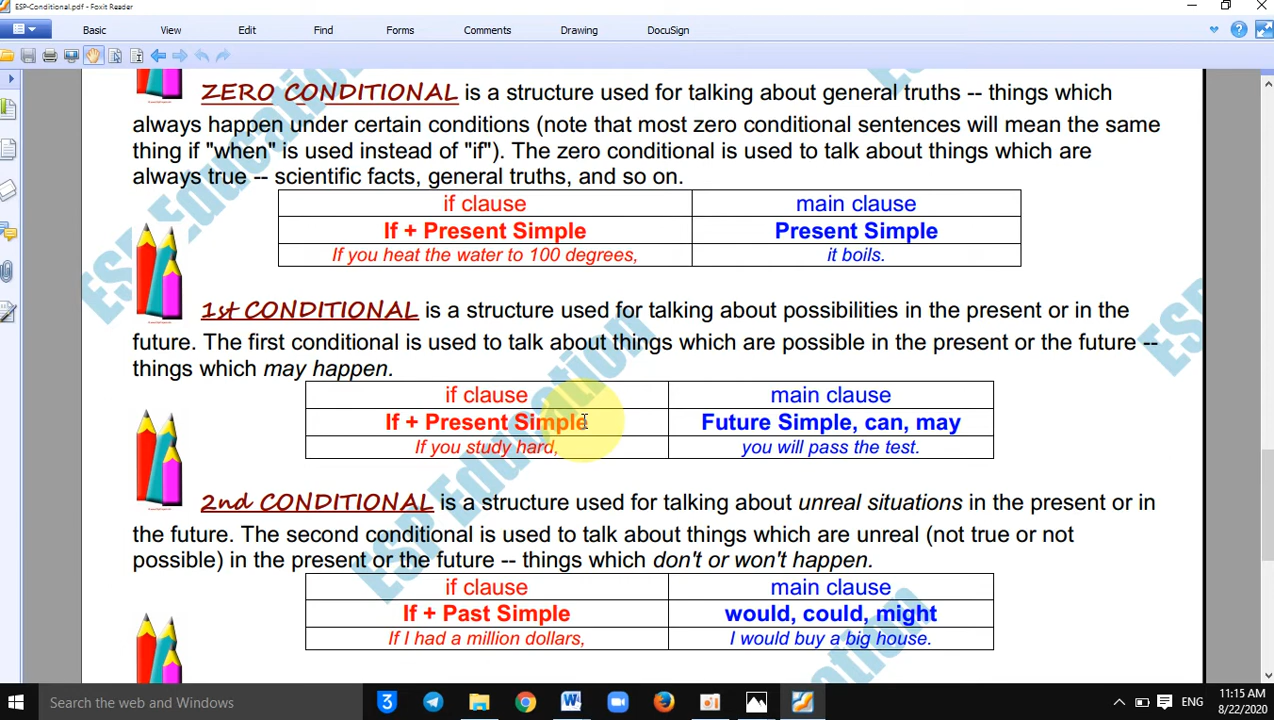 ESP-Conditional.pdf - Foxit Reader
Basic View Edit Find Forms Comments Drawing DocuSign
ZERO CONDITIONAL is a structure used for talking about general truths -- things which
always happen under certain conditions (note that most zero conditional sentences will mean the same
thing if "when" is used instead of "if"). The zero conditional is used to talk about things which are
always true -- scientific facts, general truths, and so on.
if clause main clause
If + Present Simple Present Simple
If you heat the water to 100 degrees, it boils.
1st CONDITIONAL is a structure used for talking about possibilities in the present or in the
future. The first conditional is used to talk about things which are possible in the present or the future --
things which may happen.
if clause main clause
If + Present Simple Future Simple, can, may
If you study hard, you will pass the test.
2nd CONDITIONAL is a structure used for talking about unreal situations in the present or in
the future. The second conditional is used to talk about things which are unreal (not true or not
possible) in the present or the future -- things which don't or won't happen.
if clause main clause
If + Past Simple would, could, might
If I had a million dollars, I would buy a big house.
ESP Education
ESP Education
Search the web and Windows
ENG
11:15 AM
8/22/2020